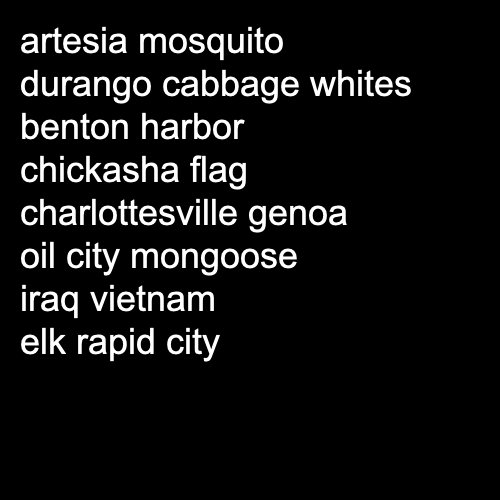 artesia mosquito
durango cabbage whites
benton harbor
chickasha flag
charlottesville genoa
oil city mongoose
iraq vietnam
elk rapid city